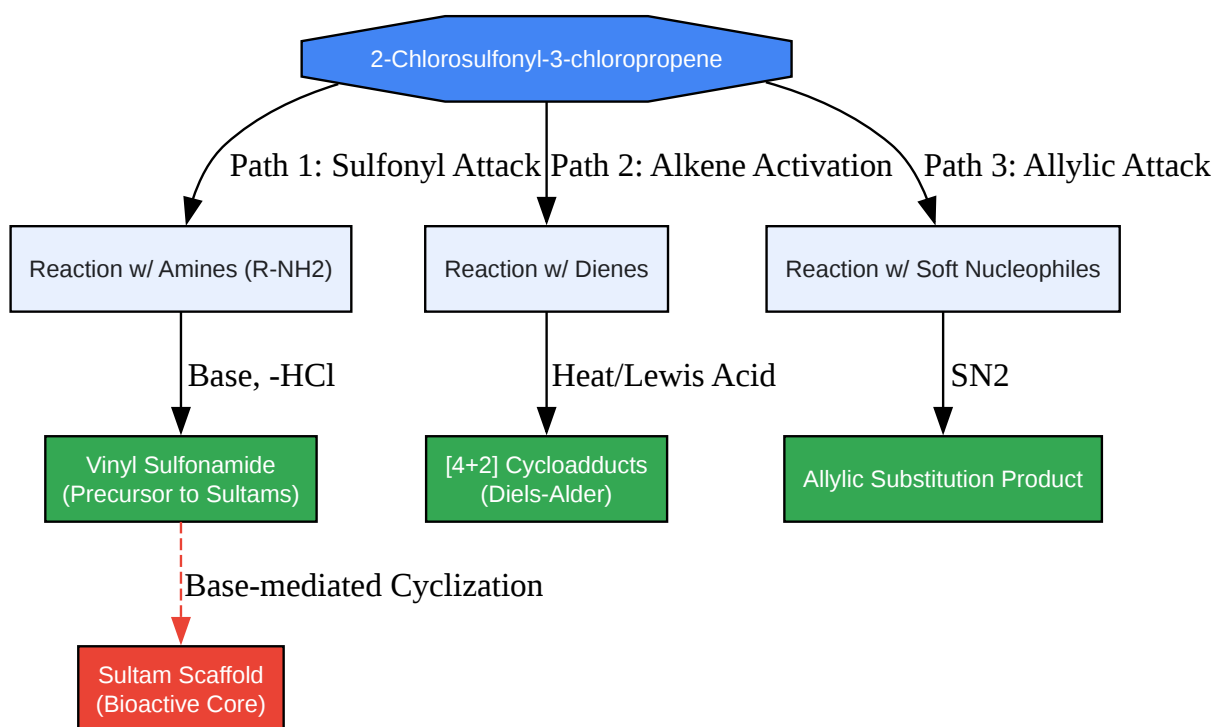 2-Chlorosulfonyl-3-chloropropene
Path 1: Sulfonyl Attack
Path 2: Alkene Activation
Path 3: Allylic Attack
Reaction w/ Amines (R-NH2)
Reaction w/ Dienes
Reaction w/ Soft Nucleophiles
Base, -HCl
Heat/Lewis Acid
SN2
Vinyl Sulfonamide
(Precursor to Sultams)
[4+2] Cycloadducts
(Diels-Alder)
Allylic Substitution Product
Base-mediated Cyclization
Sultam Scaffold
(Bioactive Core)